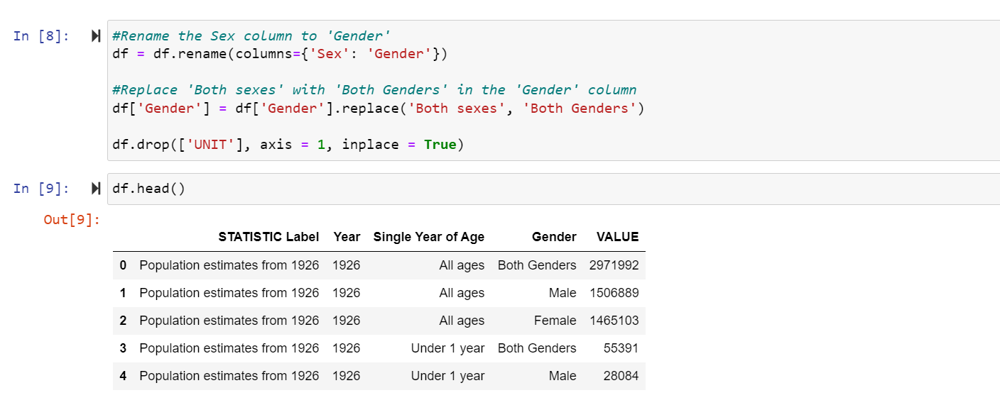 In [8]:
#Rename the Sex column to 'Gender'
df = df.rename(columns={'Sex': 'Gender'})
#Replace 'Both sexes' with 'Both Genders' in the 'Gender' column
df['Gender'] = df['Gender'].replace('Both sexes', 'Both Genders')
df.drop(['UNIT'], axis = 1, inplace = True)
In [9]:
df.head()
Out[9]:
STATISTIC Label Year Single Year of Age Gender VALUE
0 Population estimates from 1926 1926 All ages Both Genders 2971992
1 Population estimates from 1926 1926 All ages Male 1506889
2 Population estimates from 1926 1926 All ages Female 1465103
3 Population estimates from 1926 1926 Under 1 year Both Genders 55391
4 Population estimates from 1926 1926 Under 1 year Male 28084